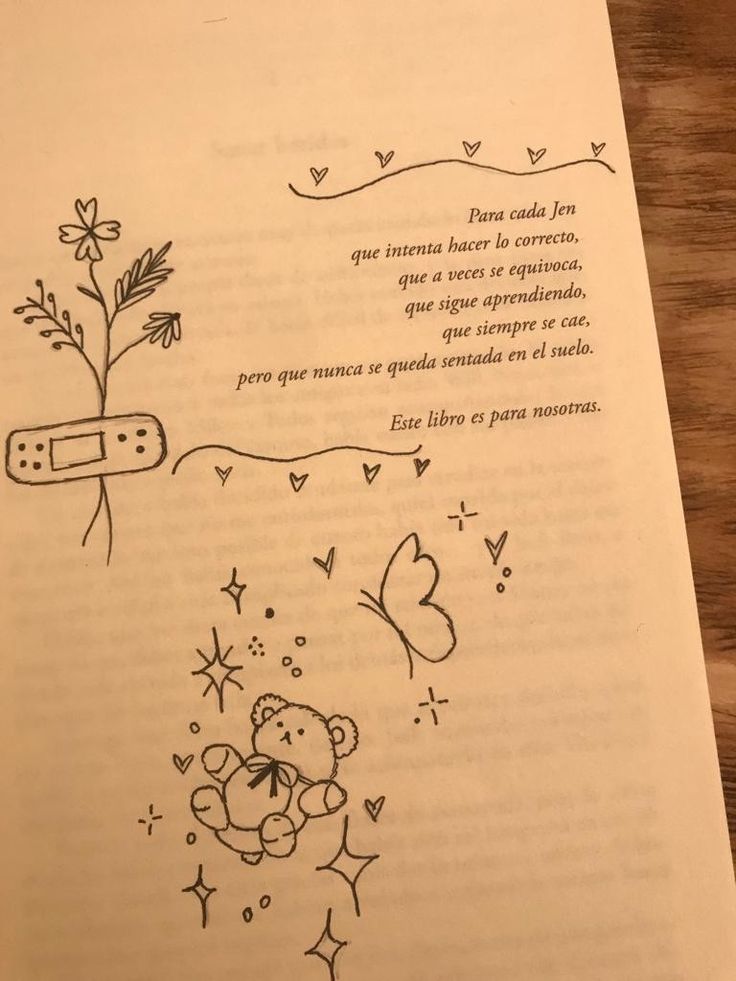 Para cada Jen
que intenta hacer lo correcto,
que a veces se equivoca,
que sigue aprendiendo,
que siempre se cae,
pero que nunca se queda sentada en el suelo.
Este libro es para nosotras.